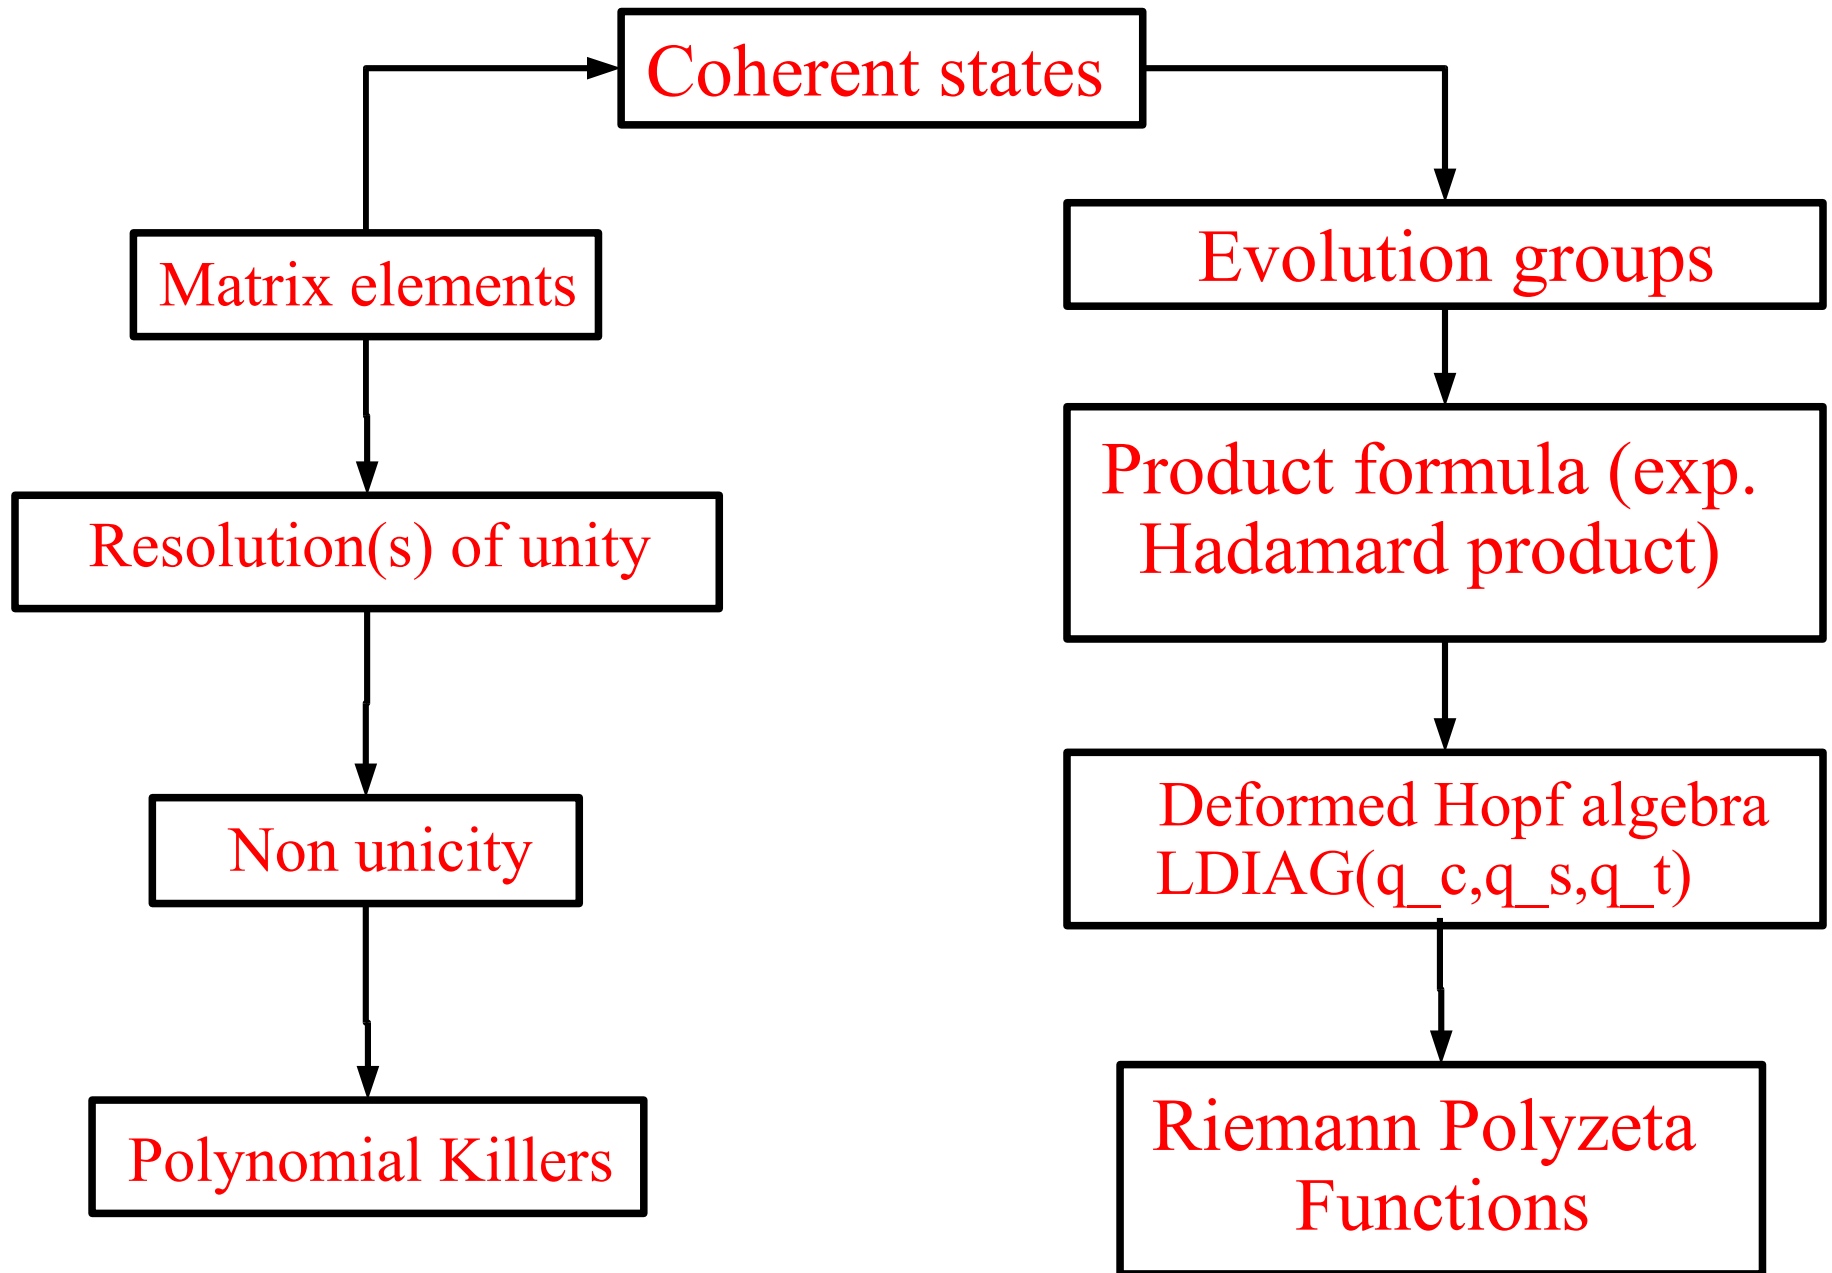 Coherent states
Matrix elements
Resolution(s) of unity
Non unicity
Polynomial Killers
Evolution groups
Product formula (exp.
Hadamard product)
Deformed Hopf algebra
LDIAG(q_c,q_s,q_t)
Riemann Polyzeta
Functions